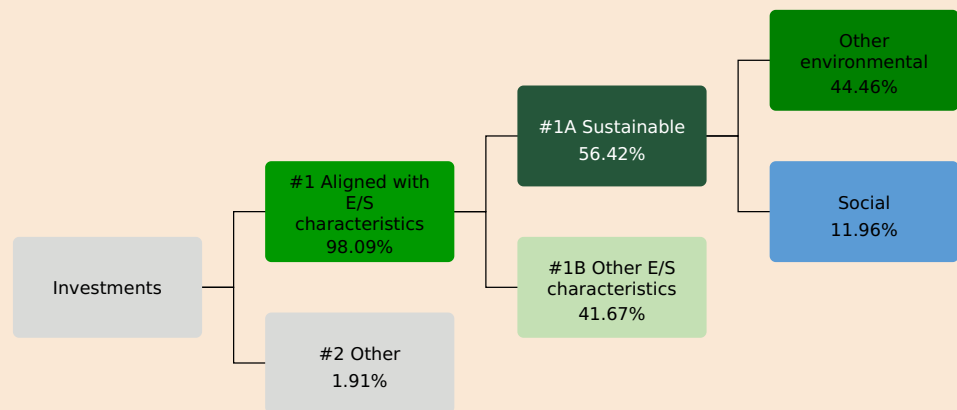 Investments
#1 Aligned with
E/S
characteristics
98.09%
#2 Other
1.91%
#1A Sustainable
56.42%
#1B Other E/S
characteristics
41.67%
Other
environmental
44.46%
Social
11.96%